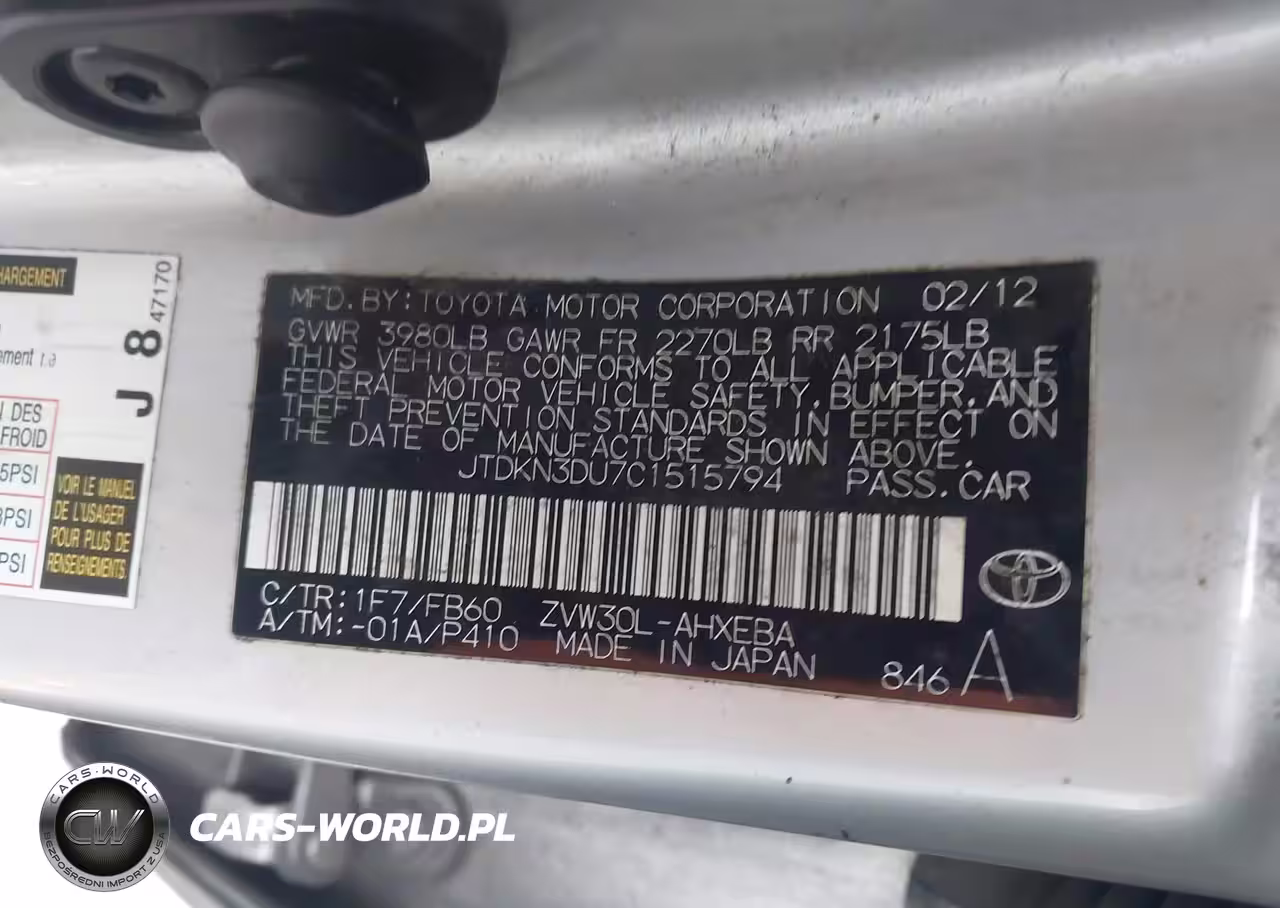 HARGEMENT
J 8 47170
ement
DES
FROID
5PSI
PSI
PSI
VOIR LE MANUEL
DE L'USAGER
POUR PLUS DE
RENSEIGNEMENTS
MFD. BY: TOYOTA MOTOR CORPORATION 02/12
GVWR 3980LB GAWR FR 2270LB RR 2175LB
THIS VEHICLE CONFORMS TO ALL APPLICABLE
FEDERAL MOTOR VEHICLE SAFETY, BUMPER, AND
THEFT PREVENTION STANDARDS IN EFFECT ON
THE DATE OF MANUFACTURE SHOWN ABOVE.
JTDKN3DU7C1515794 PASS. CAR
C/TR: 1F7/FB60 ZVW30L-AHXEBA
A/TM: -01A/P410 MADE IN JAPAN
846 A
CARS-WORLD
CW
BEZPOŚREDNI IMPORT Z USA
CARS-WORLD.PL